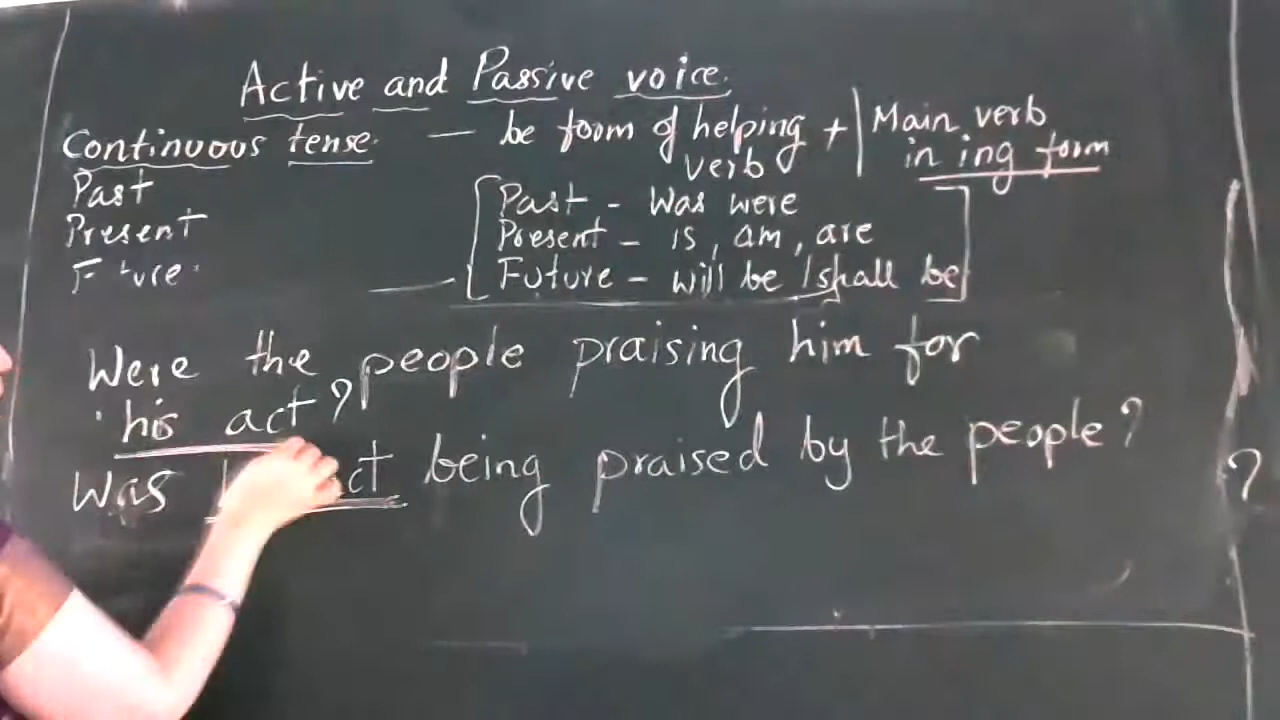 Active and Passive voice.
Continuous tense. — be form of helping verb + | Main verb in ing form
Past
Present
Past - Was were
Present - is, am, are
Future - will be / shall be
Were the people praising him for
his act?
Was act being praised by the people?
?